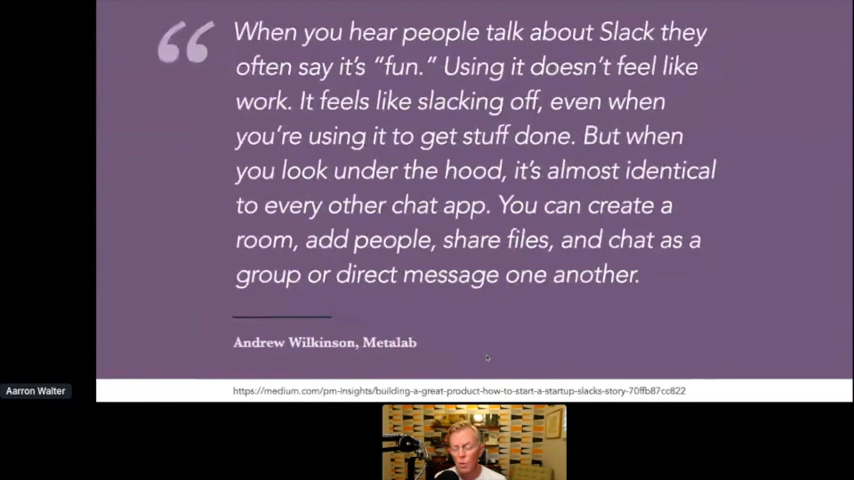 When you hear people talk about Slack they
often say it's “fun.” Using it doesn't feel like
work. It feels like slacking off, even when
you're using it to get stuff done. But when
you look under the hood, it's almost identical
to every other chat app. You can create a
room, add people, share files, and chat as a
group or direct message one another.
Andrew Wilkinson, Metalab
Aarron Walter
https://medium.com/pm-insights/building-a-great-product-how-to-start-a-startup-slacks-story-70ffb87cc822